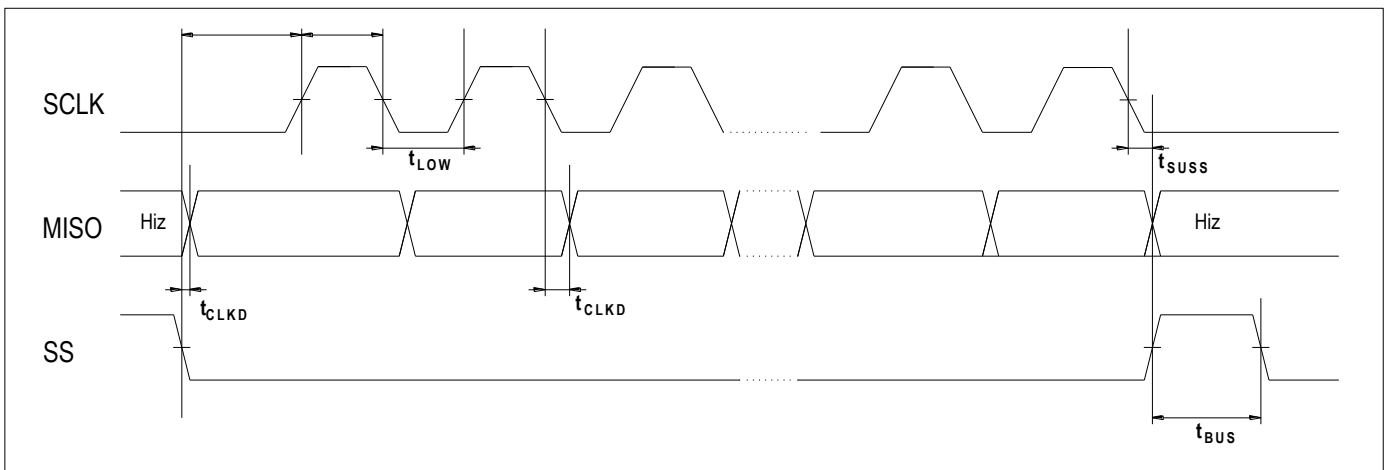 SCLK
tLOW
tSUSS
MISO
Hiz
Hiz
tCLKD
tCLKD
SS
tBUS